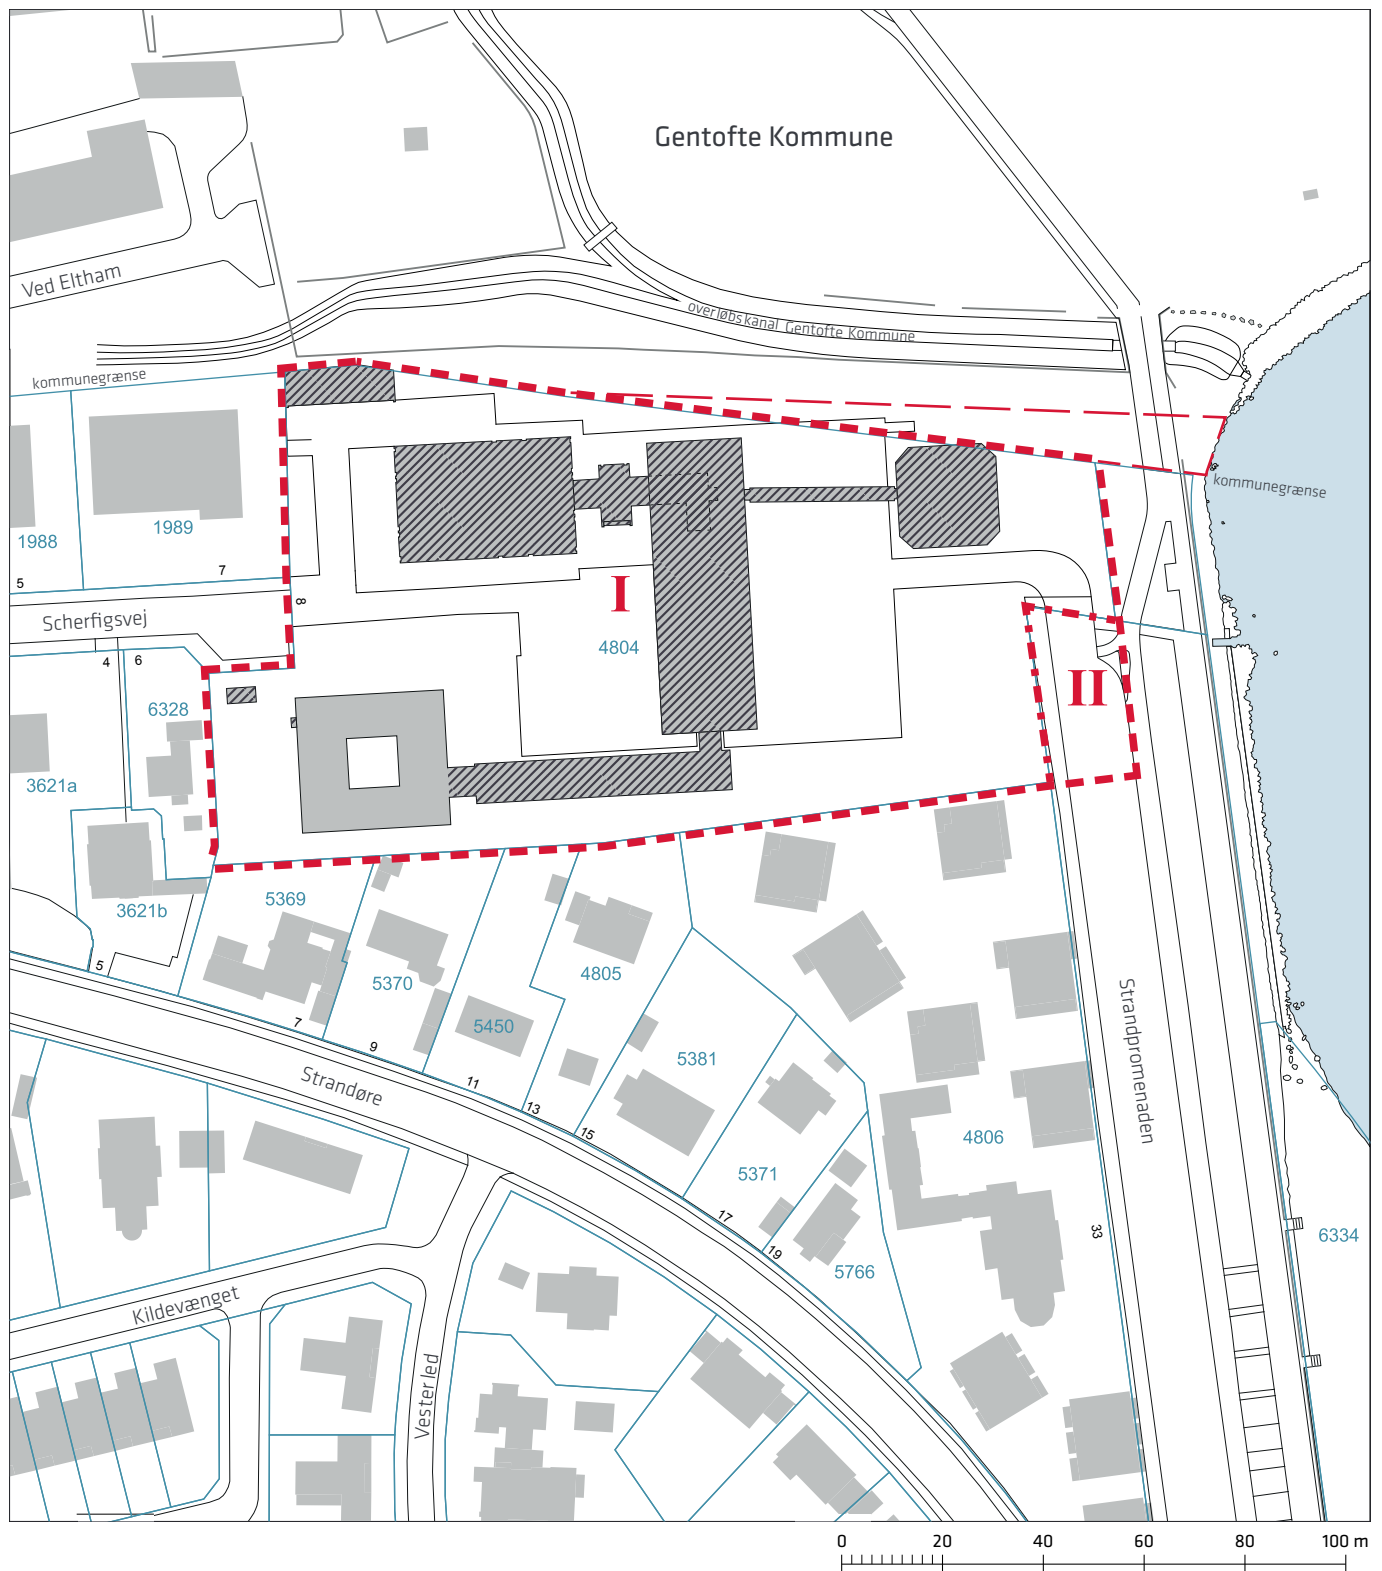 Gentofte Kommune
Ved Eltham
overløbskanal Gentofte Kommune
kommunegrænse
kommunegrænse
1988
1989
5
7
8
Scherfigsvej
I
4804
4
6
6328
II
3621a
3621b
5369
5370
4805
5450
5381
5
7
9
11
13
15
Strandøre
Strandpromenaden
4806
5371
17
19
33
5766
6334
Kildevænget
Vesterled
0 20 40 60 80 100 m